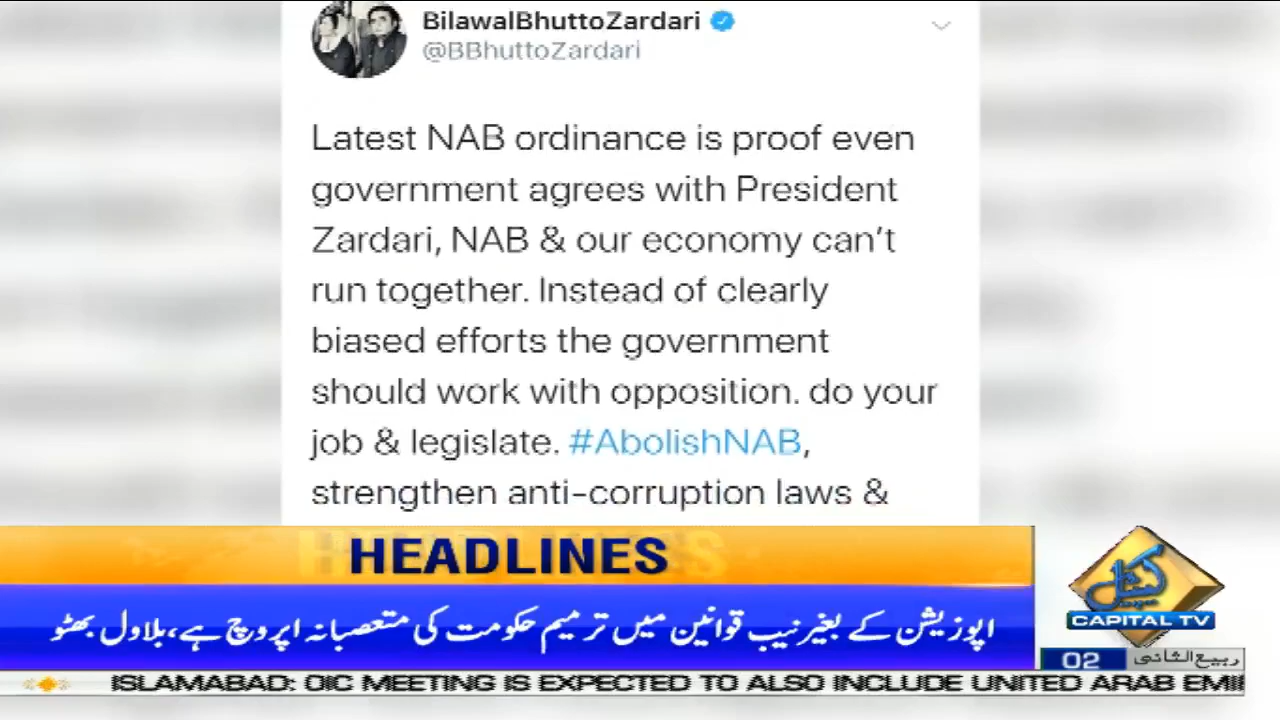 BilawalBhuttoZardari
@BBhuttoZardari
Latest NAB ordinance is proof even
government agrees with President
Zardari, NAB & our economy can't
run together. Instead of clearly
biased efforts the government
should work with opposition. do your
job & legislate. #AbolishNAB,
strengthen anti-corruption laws &
HEADLINES
اپوزیشن کے بغیر نیب قوانین میں ترمیم حکومت کی متعصبانہ اپروچ ہے، بلاول بھٹو
کیپیٹل
CAPITAL TV
02 ربیع الثانی
ISLAMABAD: OIC MEETING IS EXPECTED TO ALSO INCLUDE UNITED ARAB EMI